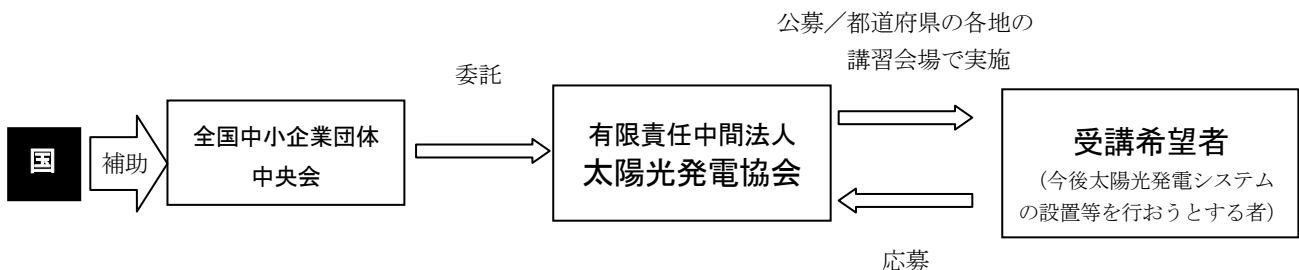 国
補助
全国中小企業団体
中央会
委託
有限責任中間法人
太陽光発電協会
公募／都道府県の各地の
講習会場で実施
応募
受講希望者
（今後太陽光発電システム
の設置等を行おうとする者）